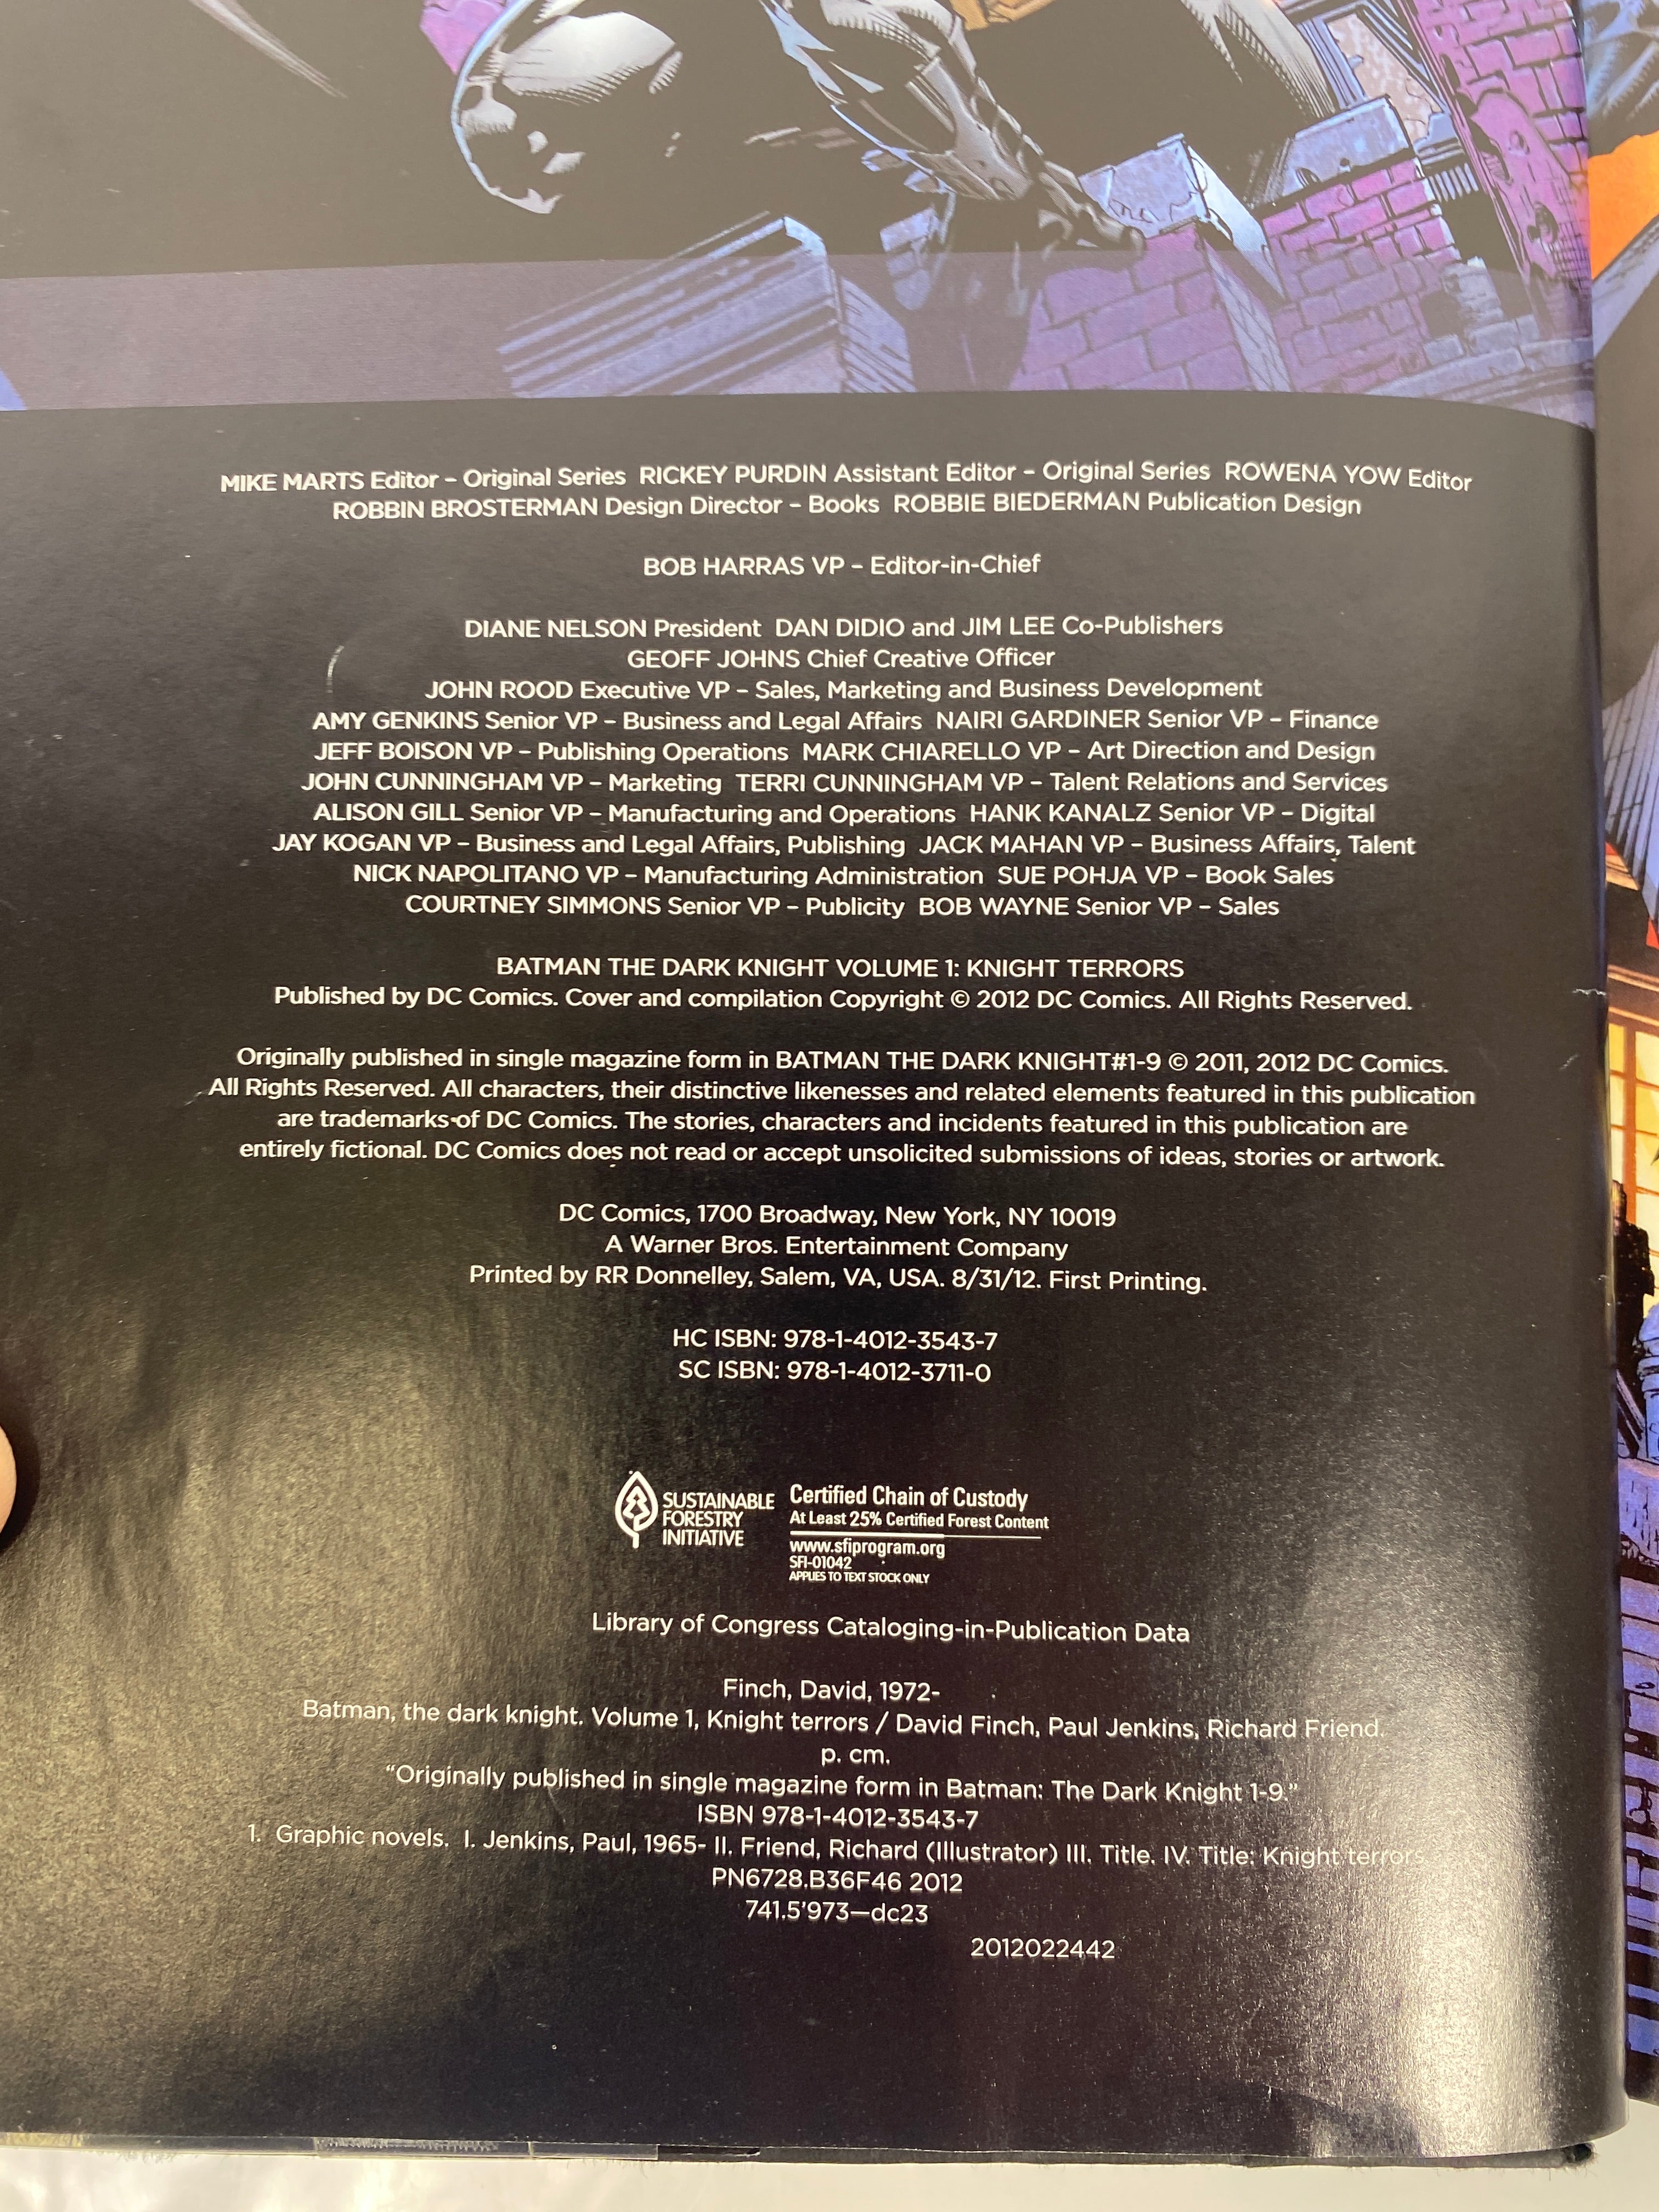 MIKE MARTS Editor – Original Series RICKEY PURDIN Assistant Editor – Original Series ROWENA YOW Editor
ROBBIN BROSTERMAN Design Director – Books ROBBIE BIEDERMAN Publication Design
BOB HARRAS VP – Editor-in-Chief
DIANE NELSON President DAN DIDIO and JIM LEE Co-Publishers
GEOFF JOHNS Chief Creative Officer
JOHN ROOD Executive VP – Sales, Marketing and Business Development
AMY GENKINS Senior VP – Business and Legal Affairs NAIRI GARDINER Senior VP – Finance
JEFF BOISON VP – Publishing Operations MARK CHIARELLO VP – Art Direction and Design
JOHN CUNNINGHAM VP – Marketing TERRI CUNNINGHAM VP – Talent Relations and Services
ALISON GILL Senior VP – Manufacturing and Operations HANK KANALZ Senior VP – Digital
JAY KOGAN VP – Business and Legal Affairs, Publishing JACK MAHAN VP – Business Affairs, Talent
NICK NAPOLITANO VP – Manufacturing Administration SUE POHJA VP – Book Sales
COURTNEY SIMMONS Senior VP – Publicity BOB WAYNE Senior VP – Sales
BATMAN THE DARK KNIGHT VOLUME 1: KNIGHT TERRORS
Published by DC Comics. Cover and compilation Copyright © 2012 DC Comics. All Rights Reserved.
Originally published in single magazine form in BATMAN THE DARK KNIGHT#1-9 © 2011, 2012 DC Comics.
All Rights Reserved. All characters, their distinctive likenesses and related elements featured in this publication
are trademarks of DC Comics. The stories, characters and incidents featured in this publication are
entirely fictional. DC Comics does not read or accept unsolicited submissions of ideas, stories or artwork.
DC Comics, 1700 Broadway, New York, NY 10019
A Warner Bros. Entertainment Company
Printed by RR Donnelley, Salem, VA, USA. 8/31/12. First Printing.
HC ISBN: 978-1-4012-3543-7
SC ISBN: 978-1-4012-3711-0
SUSTAINABLE
FORESTRY
INITIATIVE
Certified Chain of Custody
At Least 25% Certified Forest Content
www.sfiprogram.org
SFI-01042
APPLIES TO TEXT STOCK ONLY
Library of Congress Cataloging-in-Publication Data
Finch, David, 1972-
Batman, the dark knight. Volume 1, Knight terrors / David Finch, Paul Jenkins, Richard Friend.
p. cm.
“Originally published in single magazine form in Batman: The Dark Knight 1-9.”
ISBN 978-1-4012-3543-7
1. Graphic novels. I. Jenkins, Paul, 1965- II. Friend, Richard (Illustrator) III. Title. IV. Title: Knight terrors.
PN6728.B36F46 2012
741.5'973—dc23
2012022442